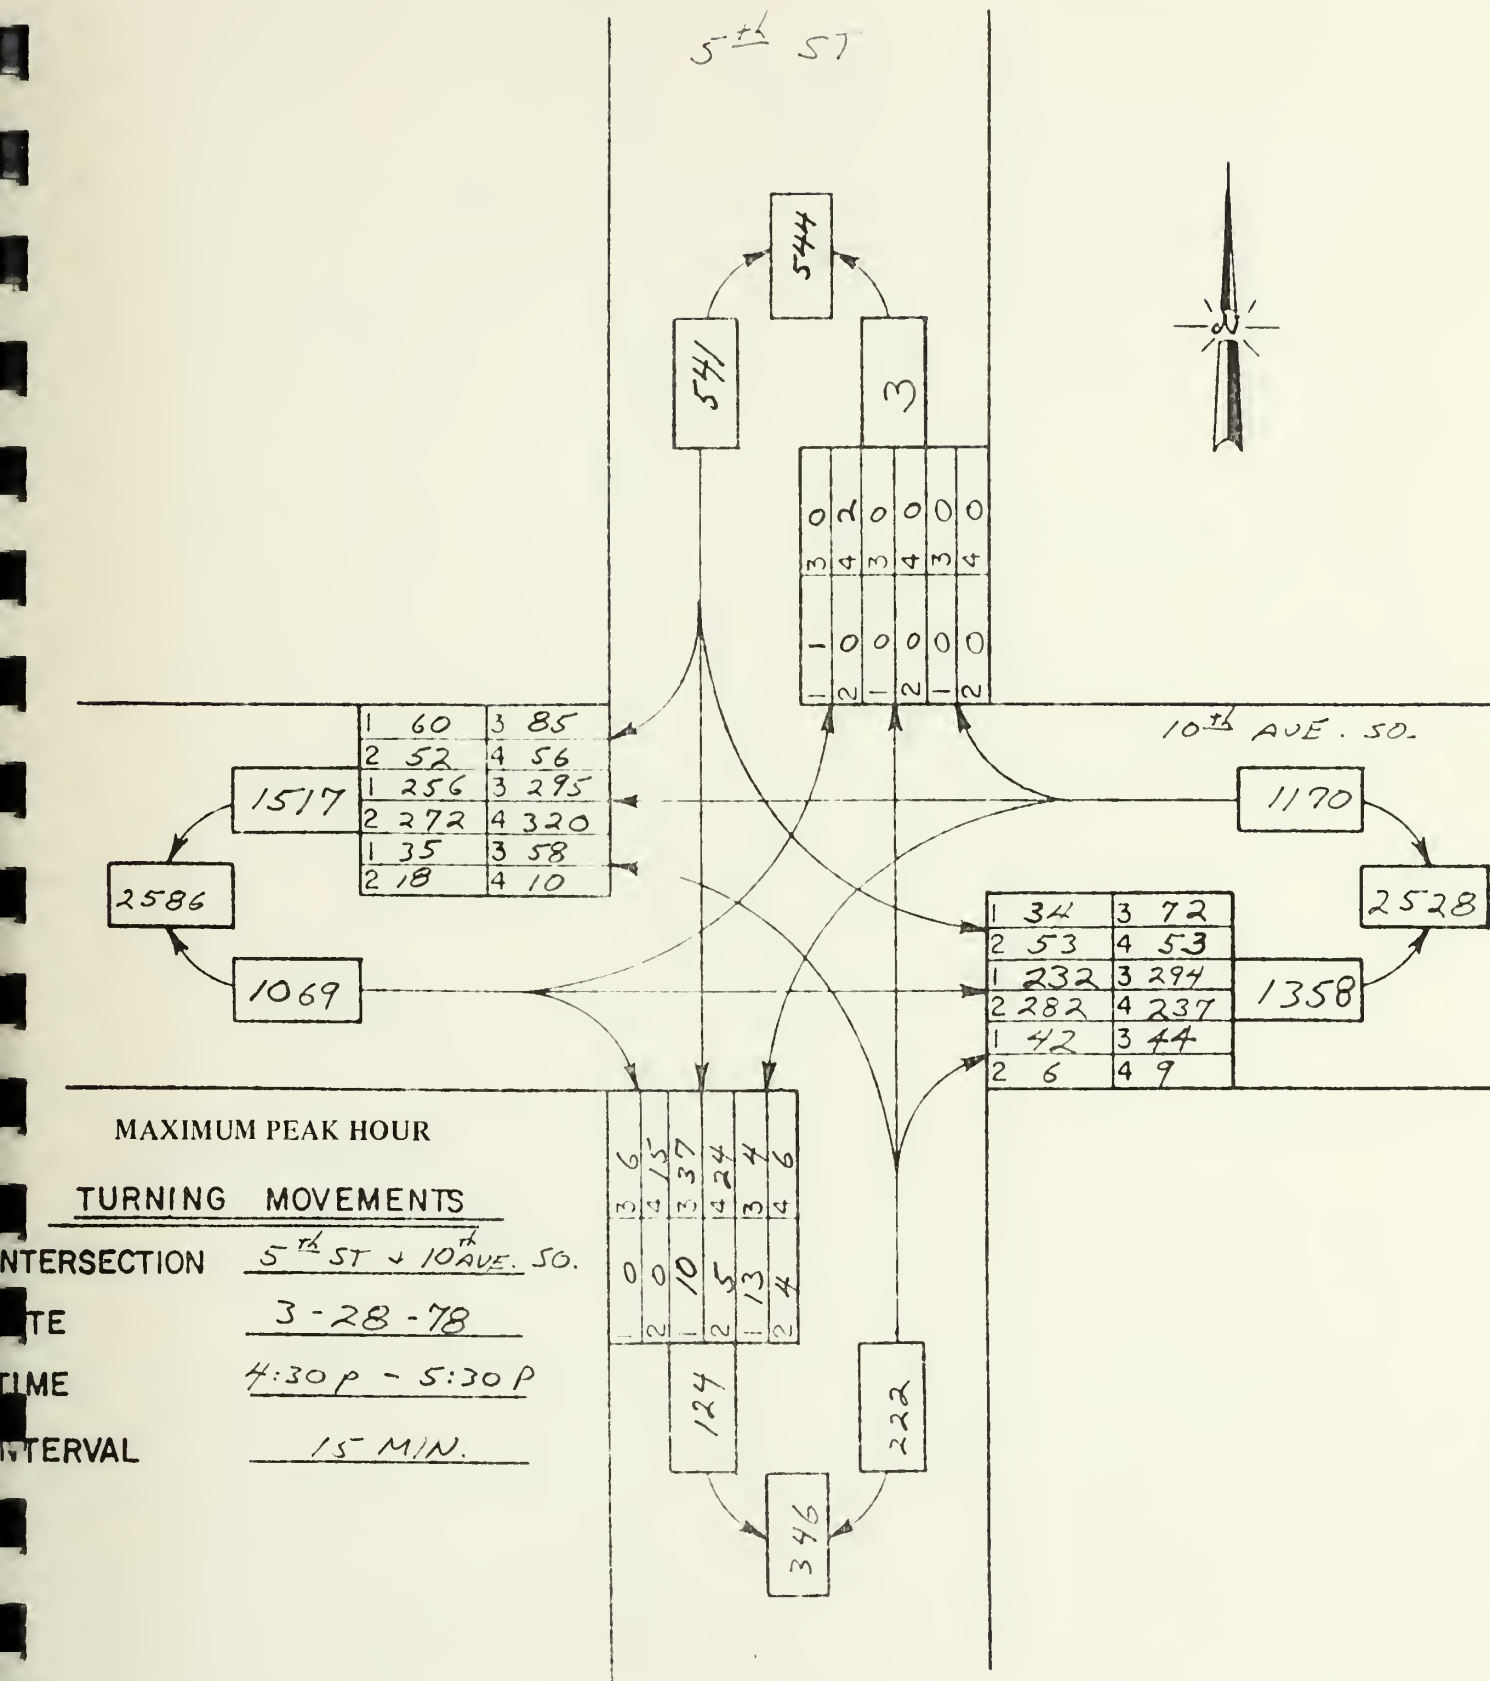 5th ST
544
541
3
3 0 4 2 3 0 4 0 3 0 4 0
1 1 2 0 1 0 2 0 1 0 2 0
N
10th AVE. SO.
1 60 3 85
2 52 4 56
1 256 3 295
2 272 4 320
1 35 3 58
2 18 4 10
1517
2586
1069
1170
2528
1358
1 34 3 72
2 53 4 53
1 232 3 294
2 282 4 237
1 42 3 44
2 6 4 9
3 6 4 15 3 37 4 24 3 4 4 6
1 0 2 0 1 10 2 5 1 13 2 4
124
222
346
MAXIMUM PEAK HOUR
TURNING MOVEMENTS
NTERSECTION 5th ST & 10th AVE. SO.
TE 3-28-78
TIME 4:30 P - 5:30 P
NTERVAL 15 MIN.